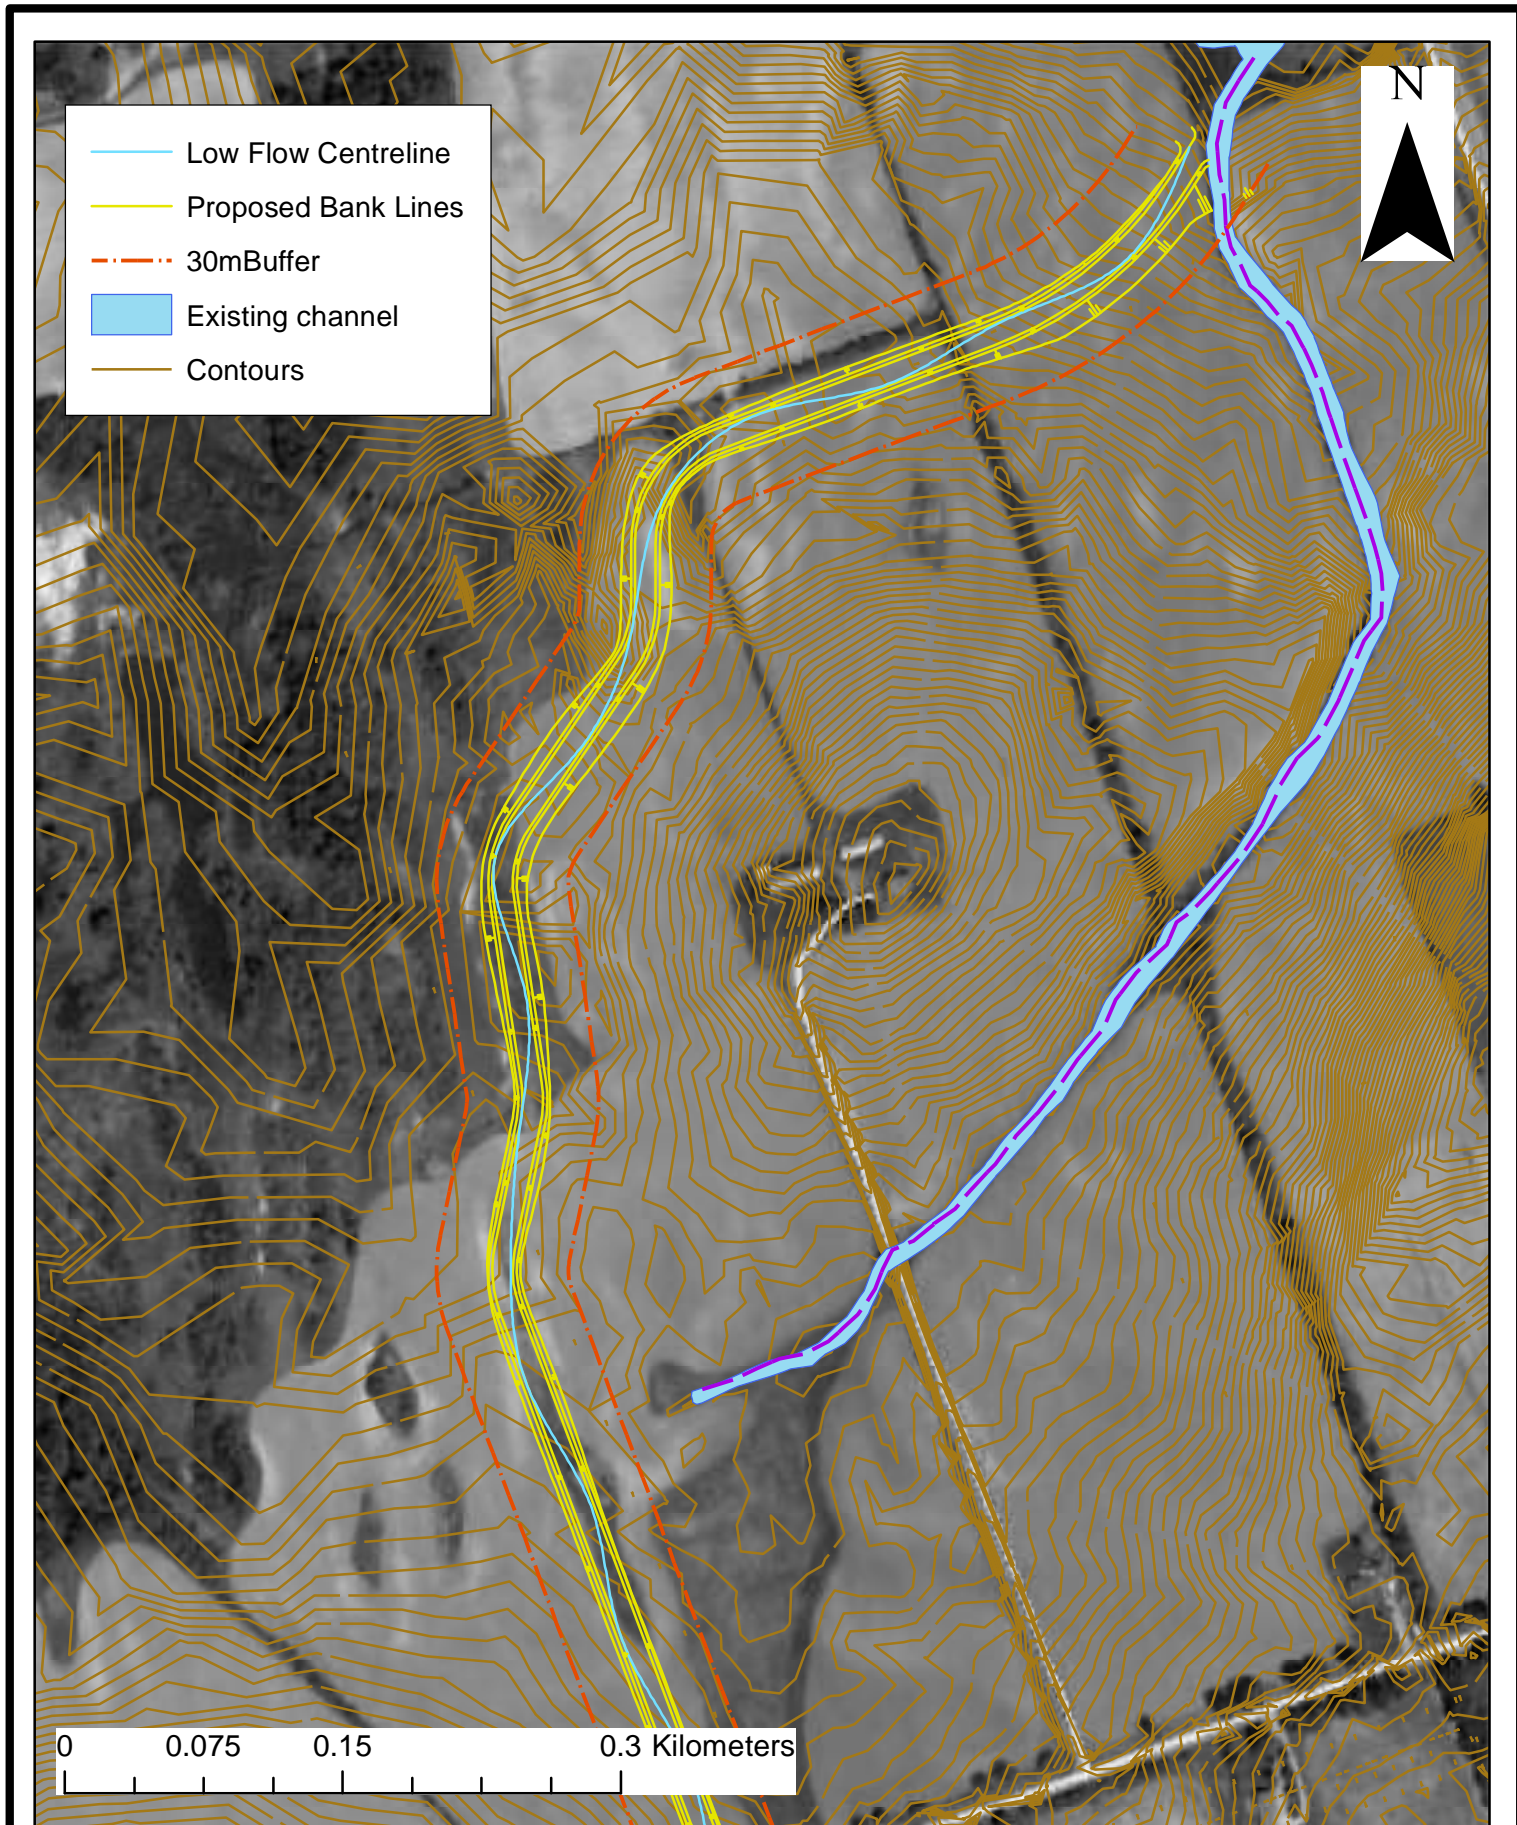 N
Low Flow Centreline
Proposed Bank Lines
30mBuffer
Existing channel
Contours
0 0.075 0.15 0.3 Kilometers